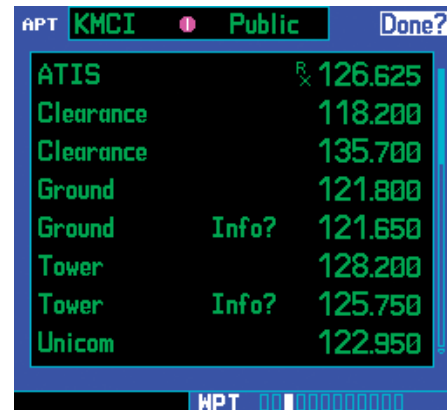 APT KMCI Public Done?
ATIS Rx 126.625
Clearance 118.200
Clearance 135.700
Ground 121.800
Ground Info? 121.650
Tower 128.200
Tower Info? 125.750
Unicom 122.950
WPT